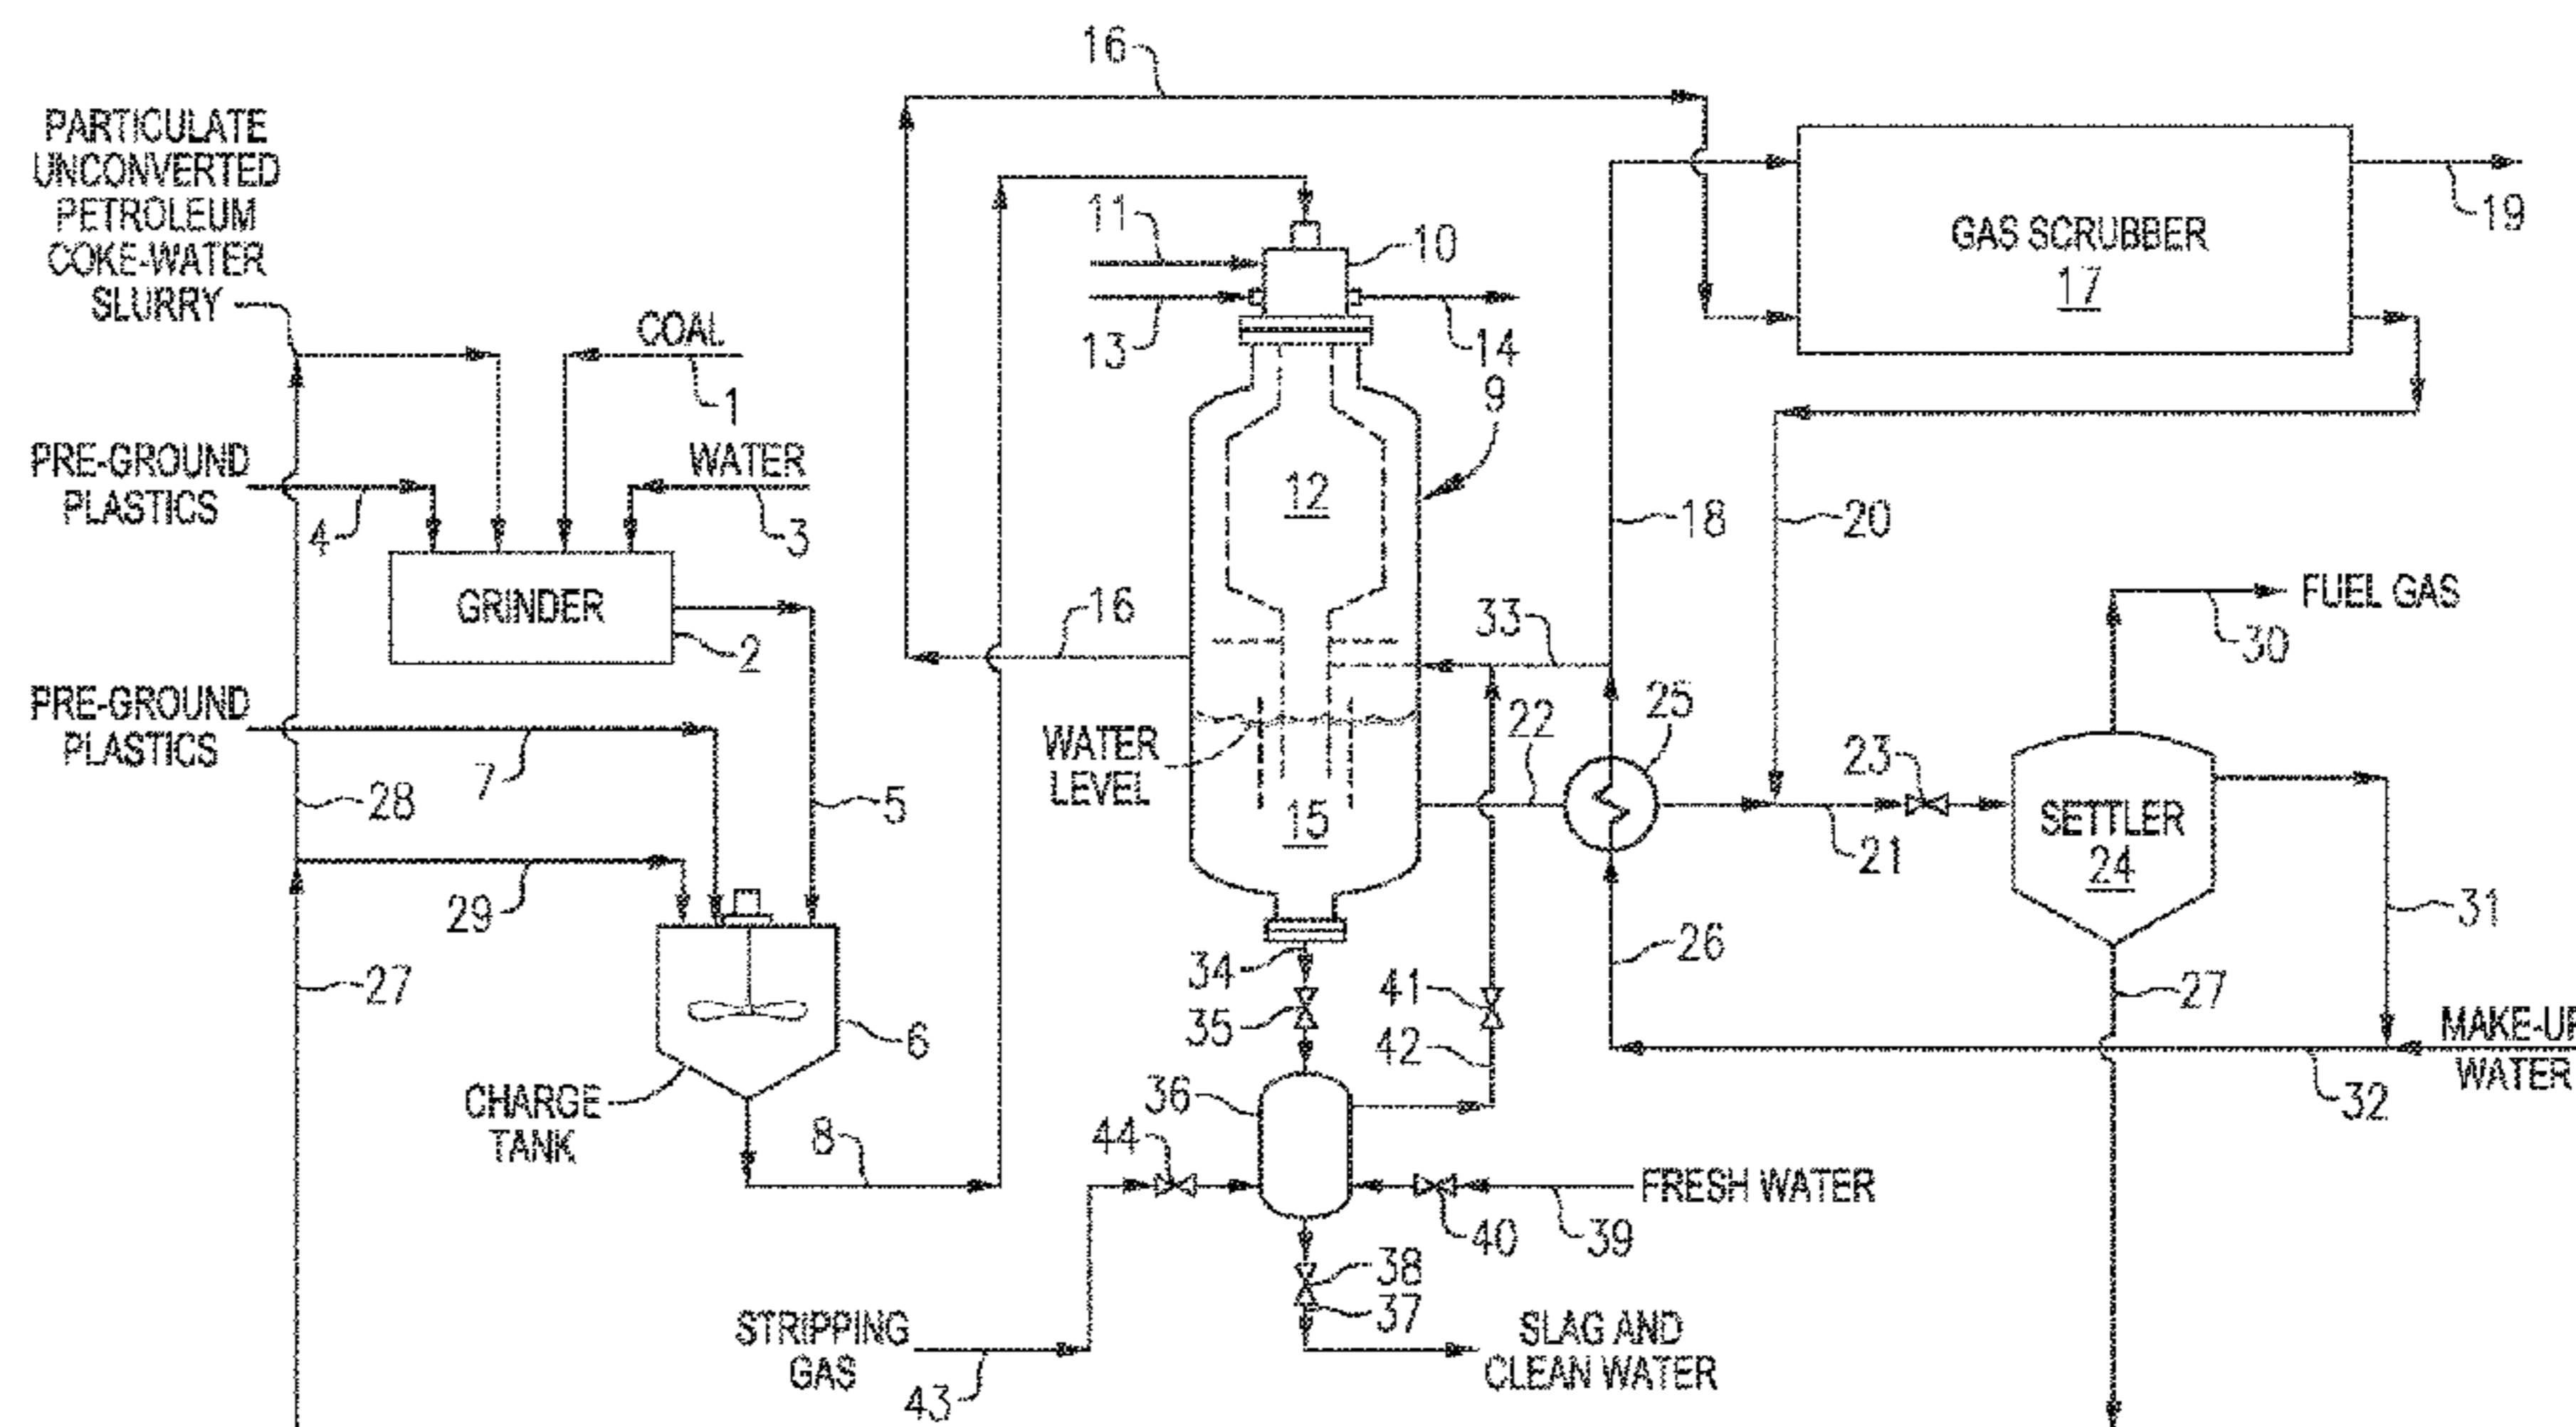 16
PARTICULATE
UNCONVERTED
PETROLEUM
COKE-WATER
SLURRY
COAL
1
PRE-GROUND
PLASTICS
4
WATER
3
GRINDER
2
PRE-GROUND
PLASTICS
7
28
5
29
27
6
CHARGE
TANK
8
11
10
13
14
9
12
16
33
WATER
LEVEL
15
22
25
34
35
41
42
36
44
FRESH WATER
40
39
38
37
STRIPPING
GAS
43
SLAG AND
CLEAN WATER
GAS SCRUBBER
17
19
18
20
FUEL GAS
30
23
21
SETTLER
24
31
26
27
MAKE-UP
WATER
32